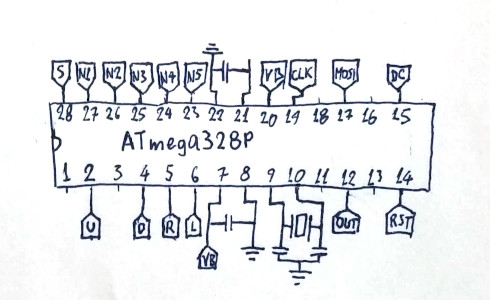 S N1 N2 N3 N4 N5 VB CLK MOSI DC
28 27 26 25 24 23 22 21 20 19 18 17 16 15
ATmega328P
1 2 3 4 5 6 7 8 9 10 11 12 13 14
U D R L VB OUT RST